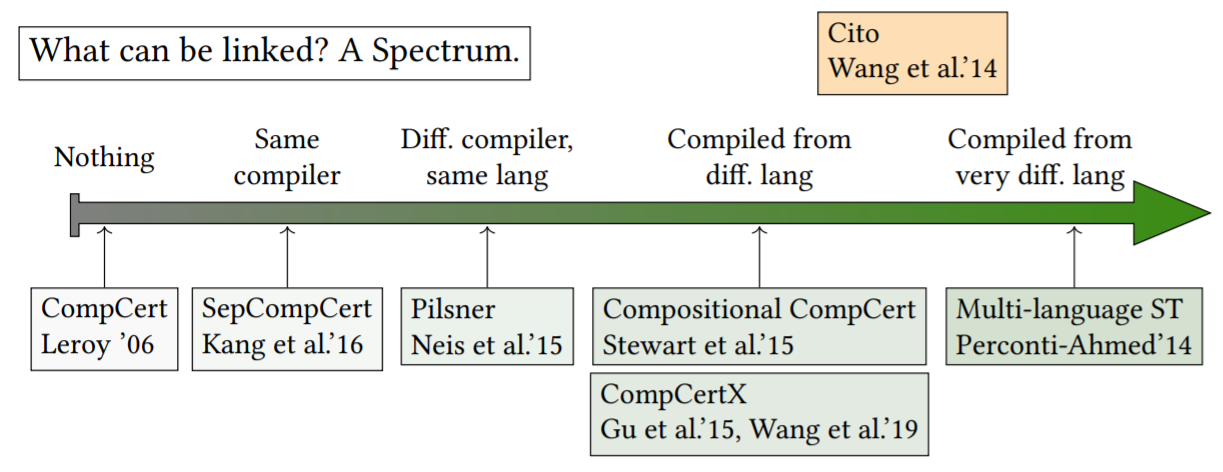 What can be linked? A Spectrum.
Cito
Wang et al.’14
Nothing
Same
compiler
Diff. compiler,
same lang
Compiled from
diff. lang
Compiled from
very diff. lang
CompCert
Leroy ’06
SepCompCert
Kang et al.’16
Pilsner
Neis et al.’15
Compositional CompCert
Stewart et al.’15
CompCertX
Gu et al.’15, Wang et al.’19
Multi-language ST
Perconti-Ahmed’14